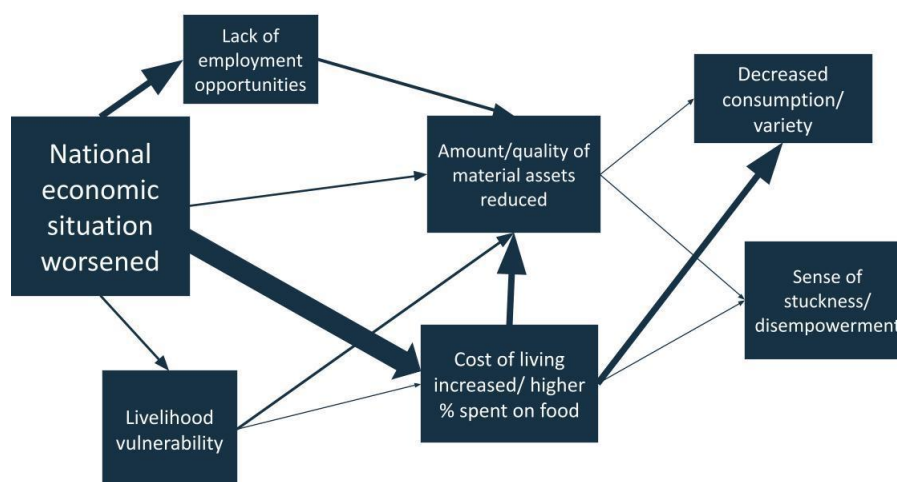 Lack of
employment
opportunities
Decreased
consumption/
variety
National
economic
situation
worsened
Amount/quality of
material assets
reduced
Sense of
stuckness/
disempowerment
Cost of living
increased/ higher
% spent on food
Livelihood
vulnerability